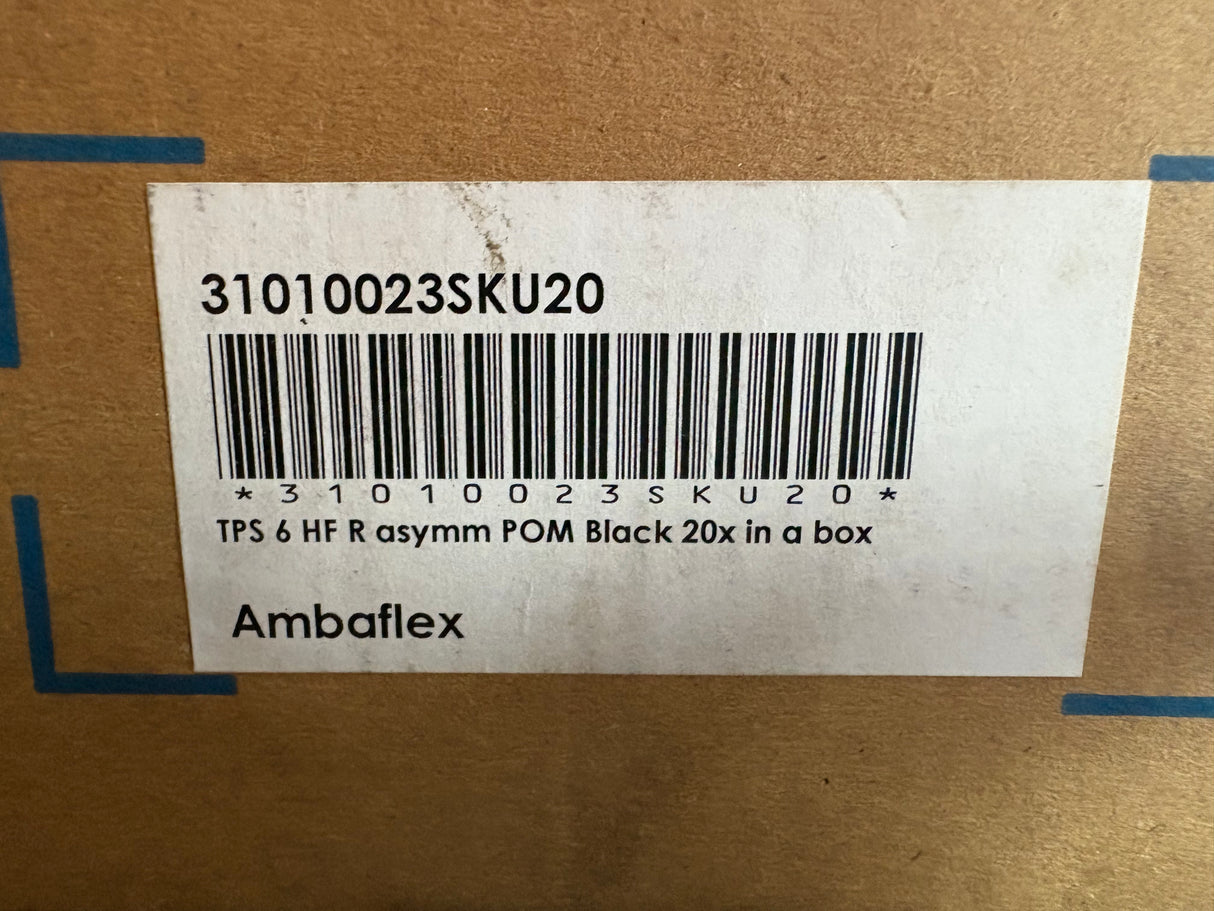 31010023SKU20
*31010023SKU20*
TPS 6 HF R asymm POM Black 20x in a box
Ambaflex